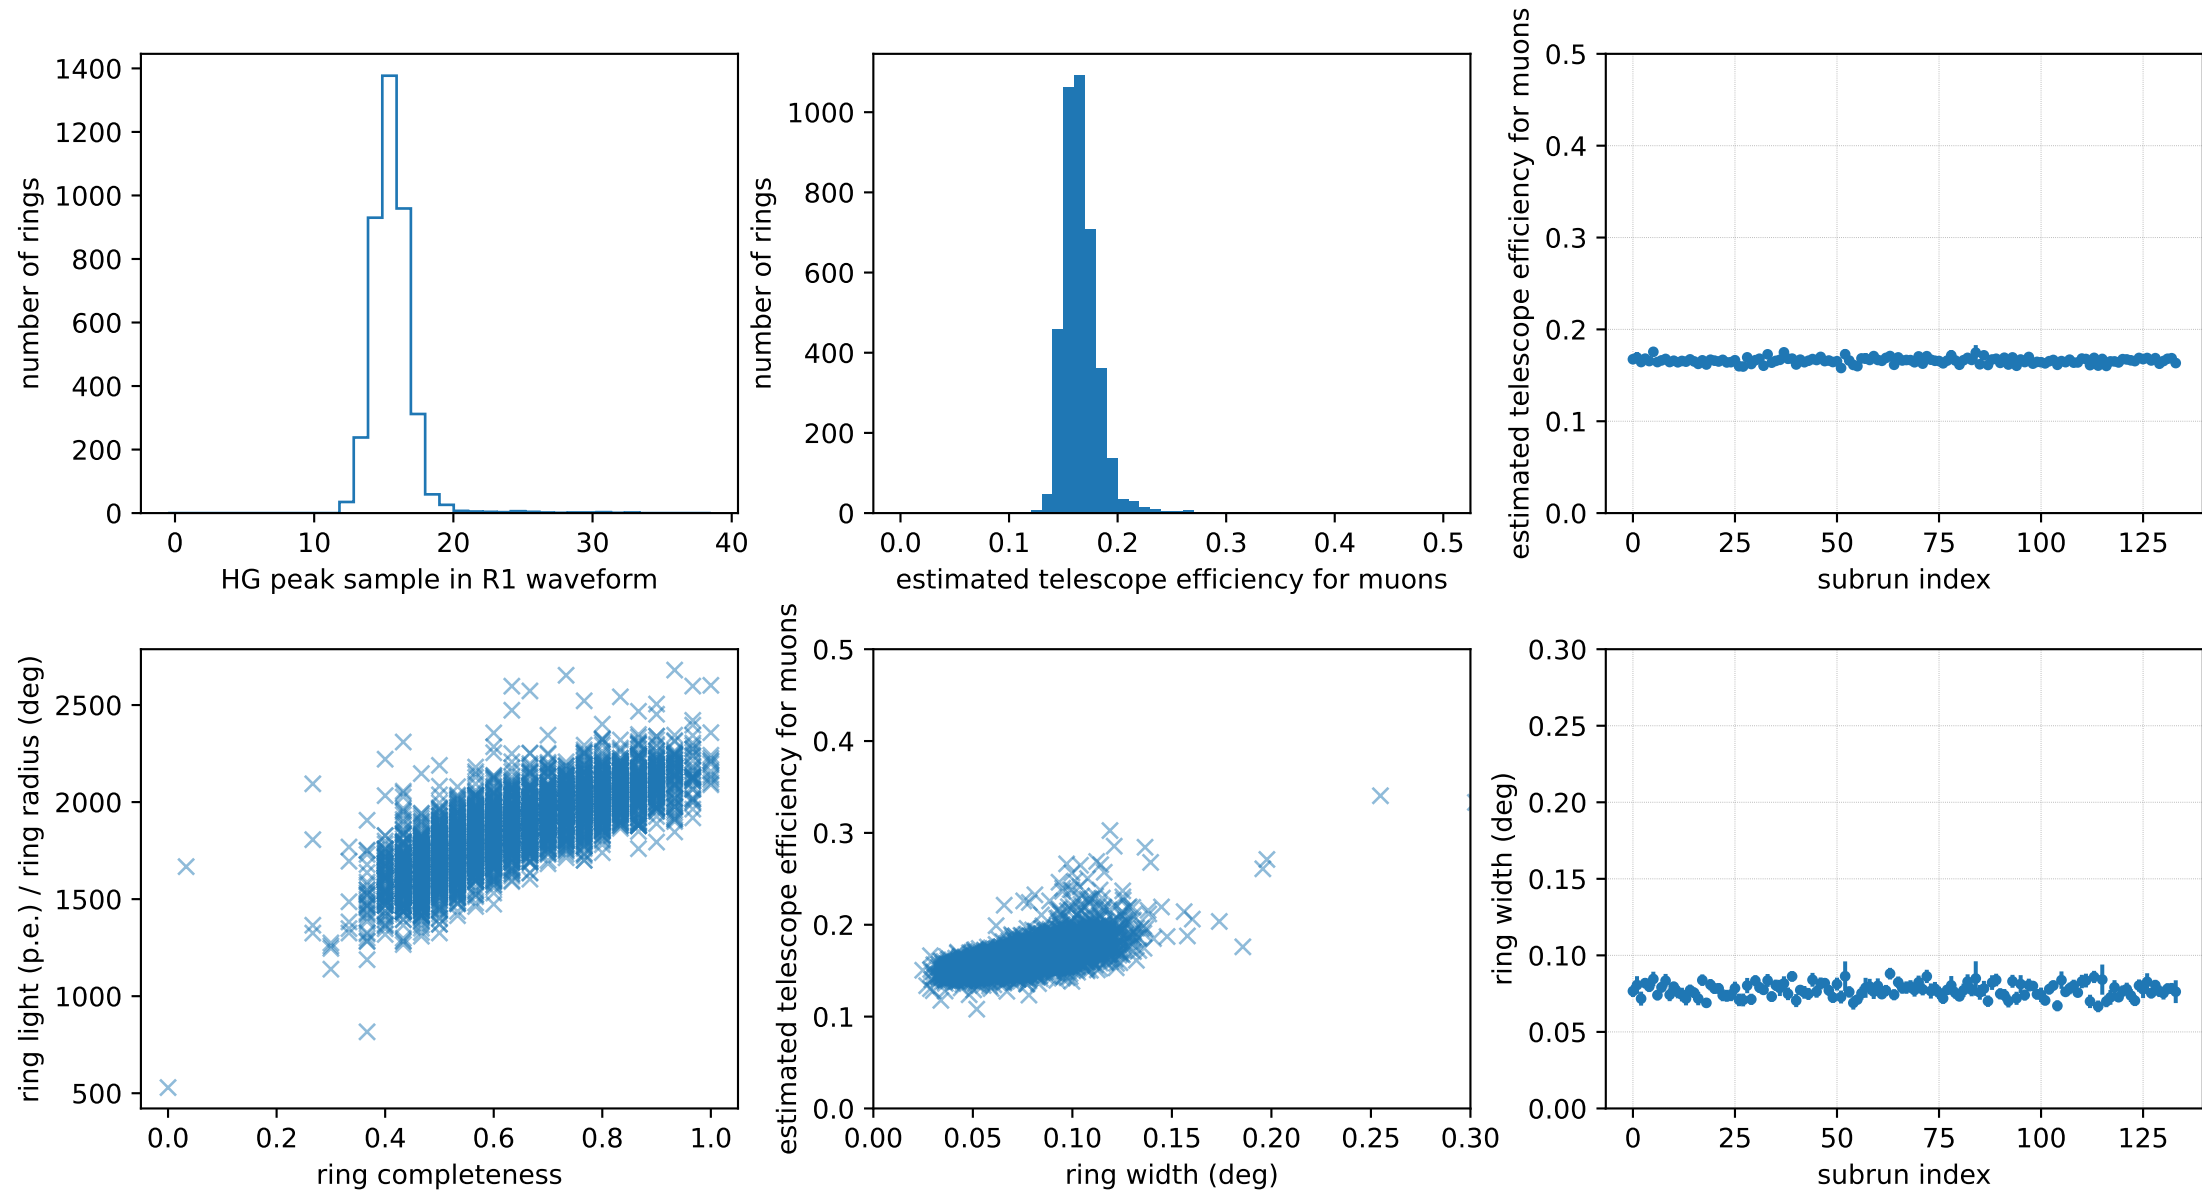 number of rings
1400
1200
1000
800
600
400
200
0
0 10 20 30 40
HG peak sample in R1 waveform
number of rings
1000
800
600
400
200
0
0.0 0.1 0.2 0.3 0.4 0.5
estimated telescope efficiency for muons
estimated telescope efficiency for muons
0.5
0.4
0.3
0.2
0.1
0.0
0 25 50 75 100 125
subrun index
ring light (p.e.) / ring radius (deg)
2500
2000
1500
1000
500
0.0 0.2 0.4 0.6 0.8 1.0
ring completeness
estimated telescope efficiency for muons
0.5
0.4
0.3
0.2
0.1
0.0
0.00 0.05 0.10 0.15 0.20 0.25 0.30
ring width (deg)
ring width (deg)
0.30
0.25
0.20
0.15
0.10
0.05
0.00
0 25 50 75 100 125
subrun index